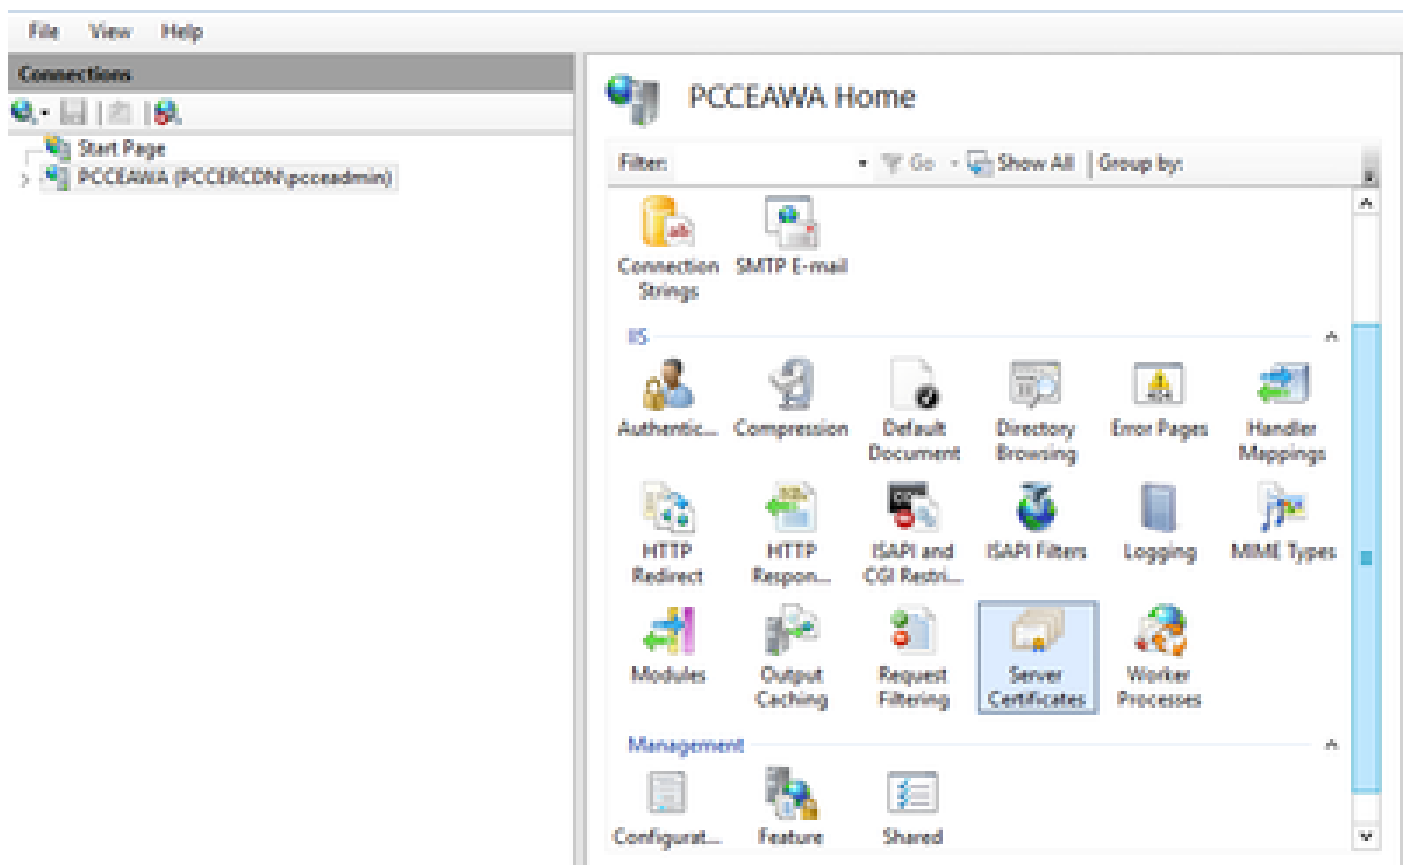 File View Help
Connections
Start Page
PCCEAWA (PCCERCDN\pcceadmin)
PCCEAWA Home
Filter: Go Show All Group by:
Connection Strings
SMTP E-mail
IIS
Authentic...
Compression
Default Document
Directory Browsing
Error Pages
Handler Mappings
HTTP Redirect
HTTP Respon...
ISAPI and CGI Restri...
ISAPI Filters
Logging
MIME Types
Modules
Output Caching
Request Filtering
Server Certificates
Worker Processes
Management
Configurat...
Feature
Shared